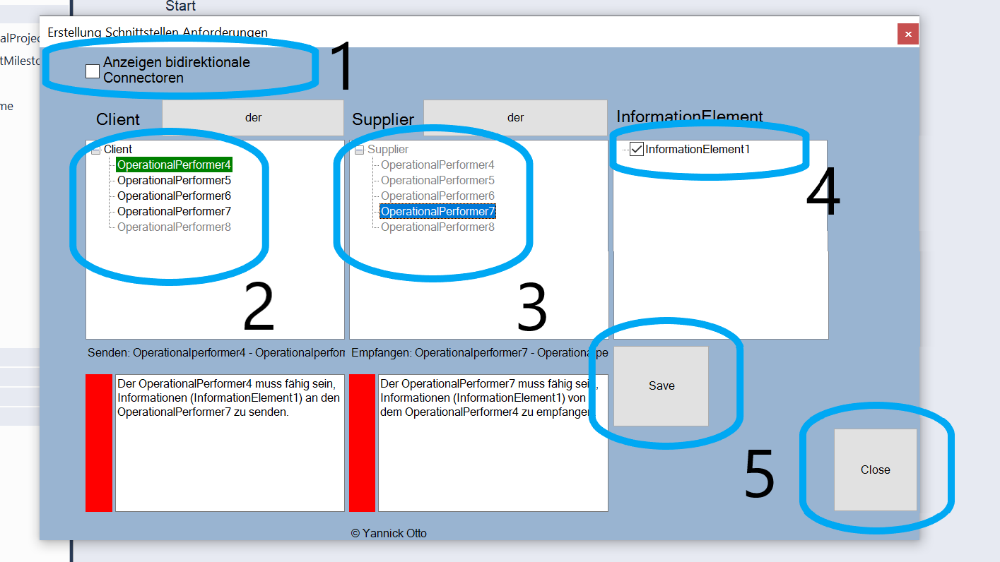 Start
Erstellung Schnittstellen Anforderungen
alProjec
tMilesto
me
Anzeigen bidirektionale
Connectoren
1
Client
der
Supplier
der
InformationElement
Client
OperationalPerformer4
OperationalPerformer5
OperationalPerformer6
OperationalPerformer7
OperationalPerformer8
2
Supplier
OperationalPerformer4
OperationalPerformer5
OperationalPerformer6
OperationalPerformer7
OperationalPerformer8
3
InformationElement1
4
Senden: Operationalperformer4 - Operationalperforr
Empfangen: Operationalperformer7 - Operationalpe
Der OperationalPerformer4 muss fähig sein,
Informationen (InformationElement1) an den
OperationalPerformer7 zu senden.
Der OperationalPerformer7 muss fähig sein,
Informationen (InformationElement1) von
dem OperationalPerformer4 zu empfangen
Save
5
Close
© Yannick Otto